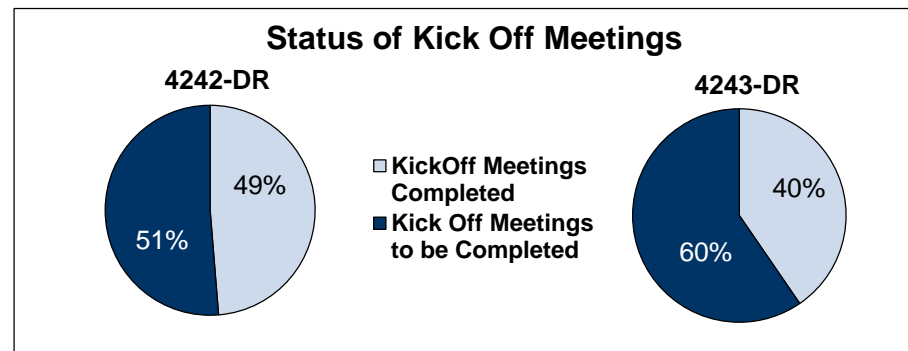 Status of Kick Off Meetings
4242-DR
4243-DR
49%
51%
KickOff Meetings
Completed
Kick Off Meetings
to be Completed
40%
60%